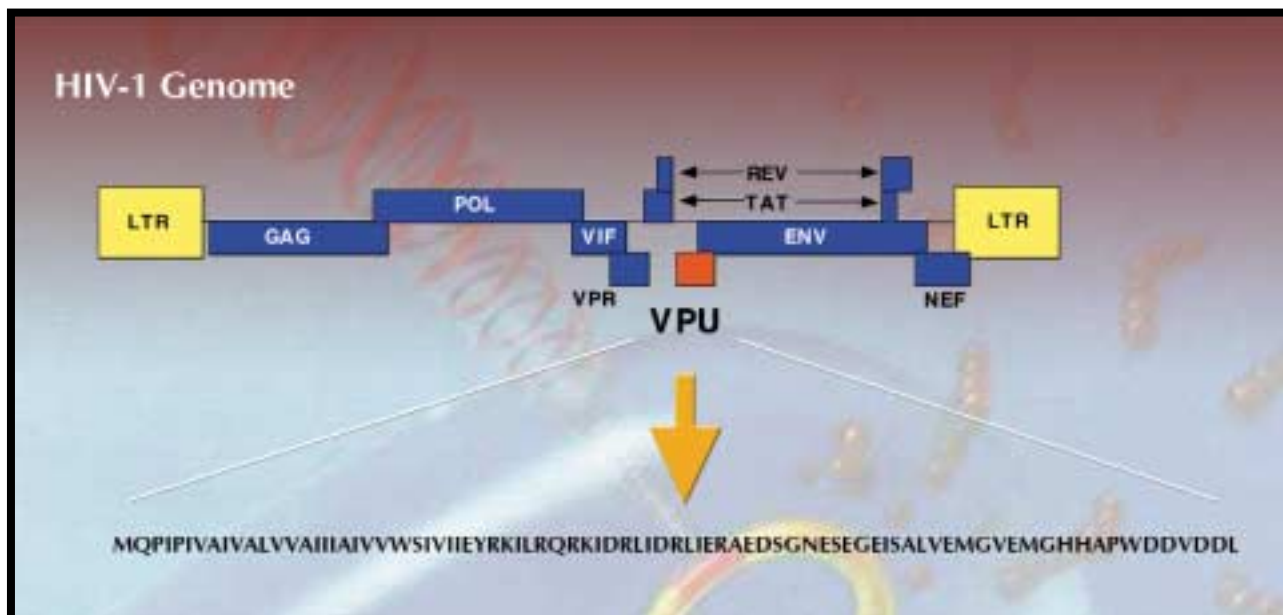 HIV-1 Genome
REV
TAT
LTR
POL
GAG
VIF
ENV
LTR
VPR
NEF
VPU
MQPIPIVAIVALVVAIIIAIVVWSIVIIEYRKILRQRKIDRLIDRLIERAEDSGNESEGEISALVEMGVEMGHHAPWDDVDDL